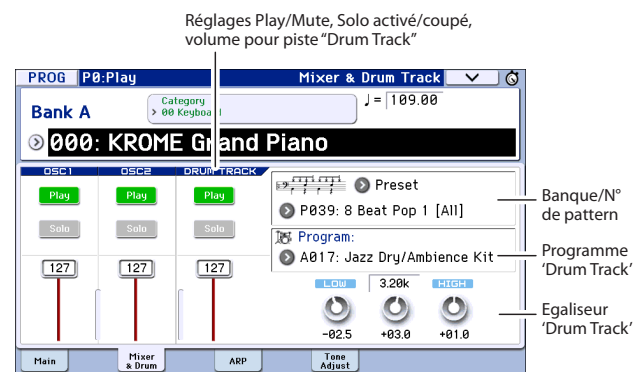 Réglages Play/Mute, Solo activé/coupé,
volume pour piste "Drum Track"
PROG P0:Play Mixer & Drum Track
Bank A
Category
00 Keyboard
♩ = 109.00
000: KROME Grand Piano
OSC1 OSC2 DRUM TRACK
Play Play Play
Solo Solo Solo
127 127 127
Preset
P039: 8 Beat Pop 1 [All]
Program:
A017: Jazz Dry/Ambience Kit
LOW 3.20k HIGH
-02.5 +03.0 +01.0
Main Mixer & Drum ARP Tone Adjust
Banque/N°
de pattern
Programme
'Drum Track'
Egaliseur
'Drum Track'